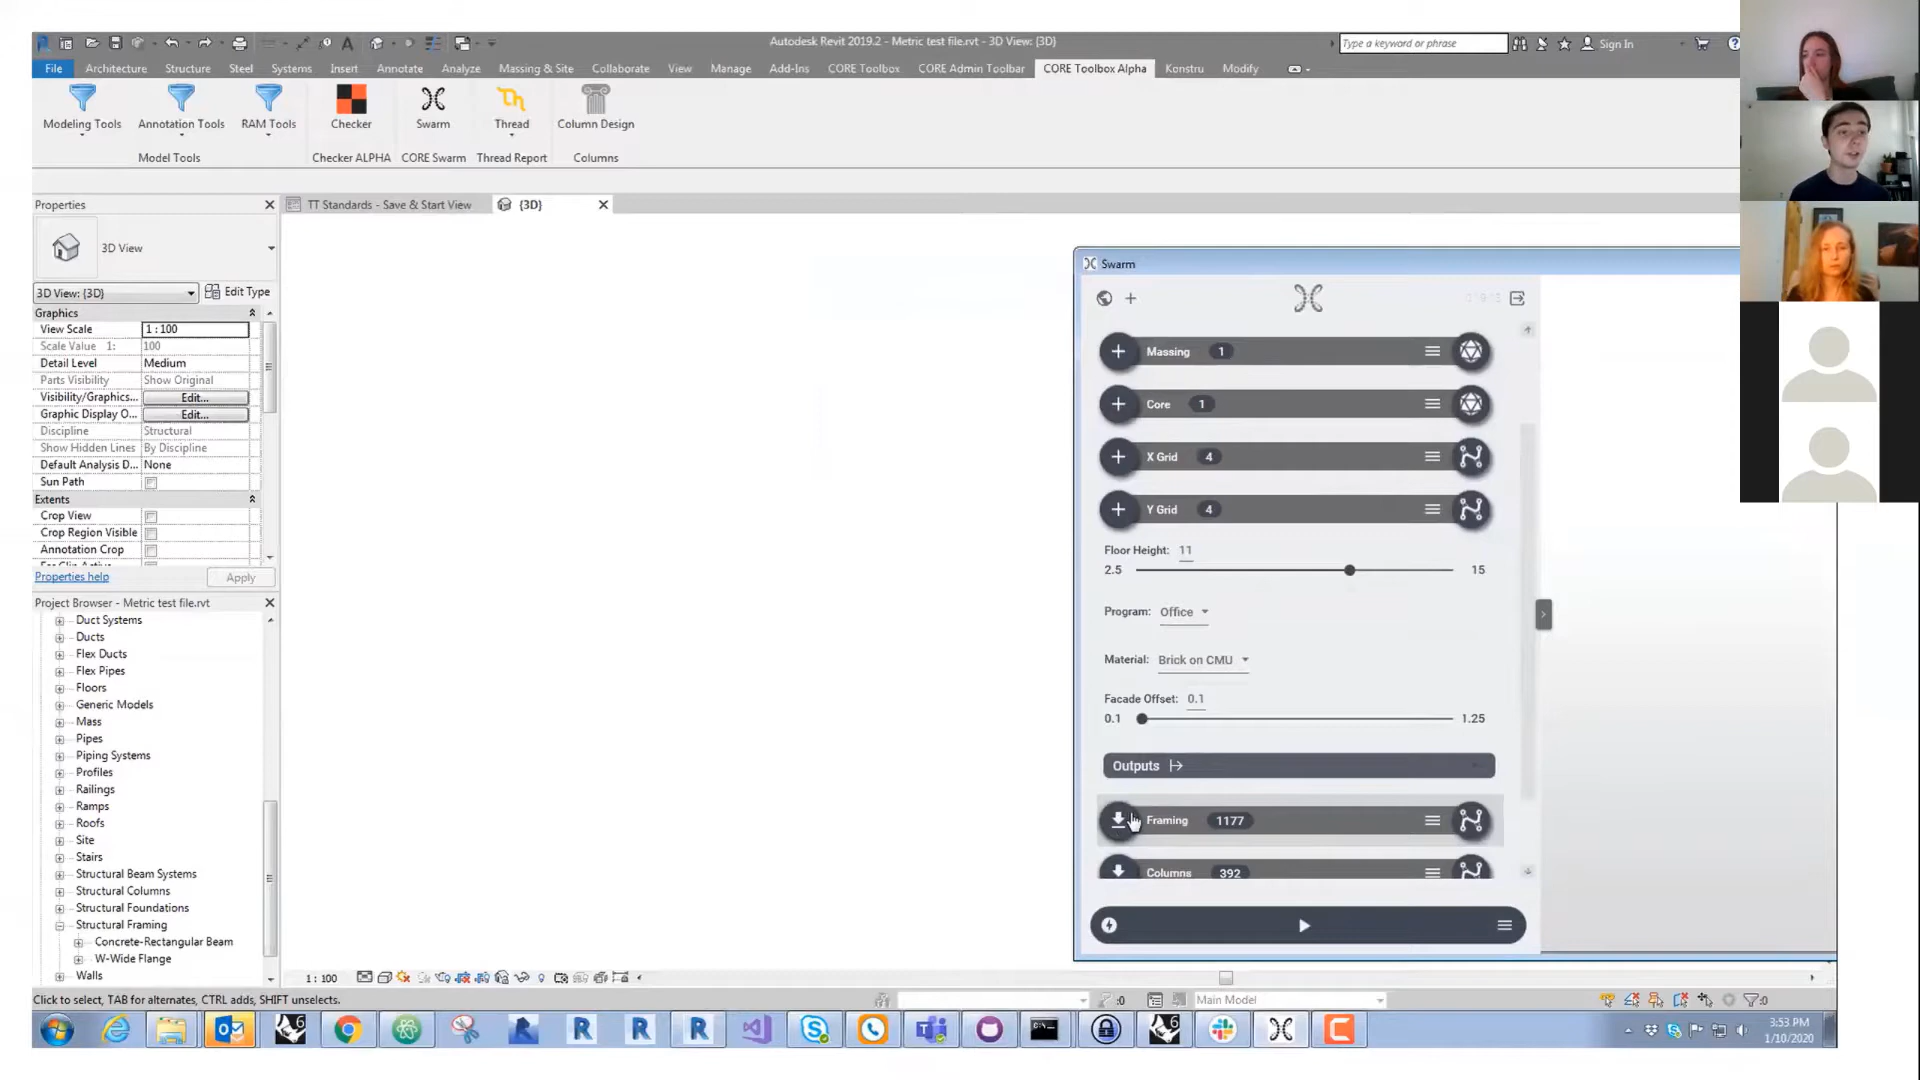 Autodesk Revit 2019.2 - Metric test file.rvt - 3D View: {3D}
Type a keyword or phrase
Sign In
File Architecture Structure Steel Systems Insert Annotate Analyze Massing & Site Collaborate View Manage Add-Ins CORE Toolbox CORE Admin Toolbar CORE Toolbox Alpha Konstru Modify
Modeling Tools Annotation Tools RAM Tools Checker Swarm Thread Column Design
Model Tools Checker ALPHA CORE Swarm Thread Report Columns
Properties
TT Standards - Save & Start View
{3D}
3D View
3D View: {3D}
Edit Type
Graphics
View Scale 1 : 100
Scale Value 1: 100
Detail Level Medium
Parts Visibility Show Original
Visibility/Graphics... Edit...
Graphic Display O... Edit...
Discipline Structural
Show Hidden Lines By Discipline
Default Analysis D... None
Sun Path
Extents
Crop View
Crop Region Visible
Annotation Crop
Properties help
Apply
Project Browser - Metric test file.rvt
Duct Systems
Ducts
Flex Ducts
Flex Pipes
Floors
Generic Models
Mass
Pipes
Piping Systems
Profiles
Railings
Ramps
Roofs
Site
Stairs
Structural Beam Systems
Structural Columns
Structural Foundations
Structural Framing
Concrete-Rectangular Beam
W-Wide Flange
Walls
Swarm
Massing 1
Core 1
X Grid 4
Y Grid 4
Floor Height: 11
2.5 15
Program: Office
Material: Brick on CMU
Facade Offset: 0.1
0.1 1.25
Outputs
Framing 1177
Columns 392
1 : 100
Click to select, TAB for alternates, CTRL adds, SHIFT unselects.
:0
Main Model
:0
3:53 PM
1/10/2020